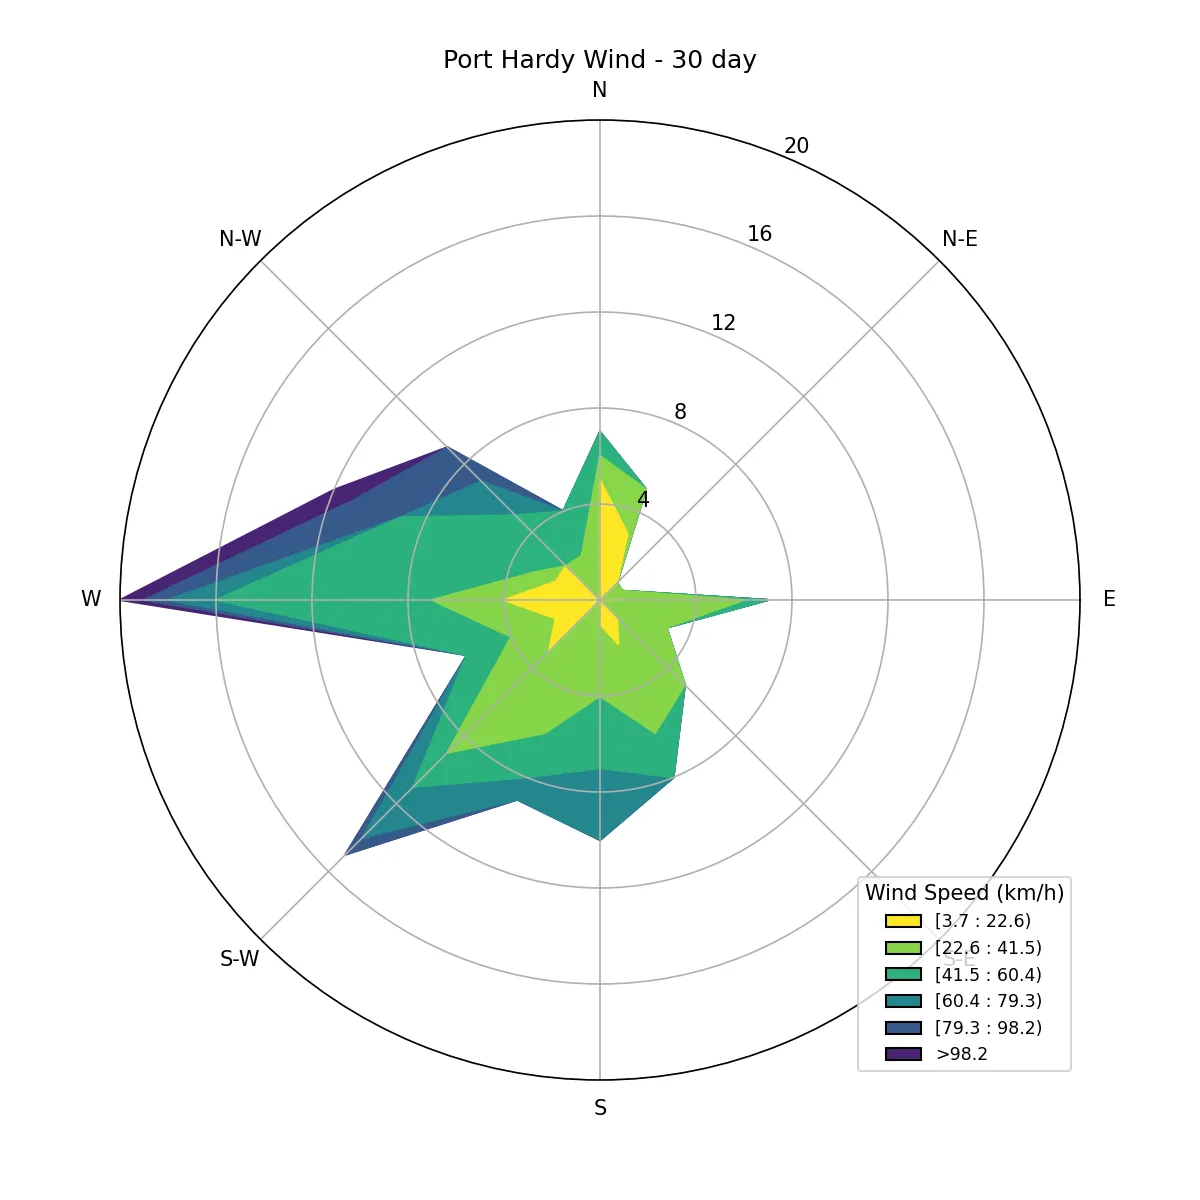 Port Hardy Wind - 30 day
N
20
N-W
N-E
16
12
8
4
W
E
Wind Speed (km/h)
[3.7 : 22.6)
[22.6 : 41.5)
S-W
S-E
[41.5 : 60.4)
[60.4 : 79.3)
[79.3 : 98.2)
>98.2
S